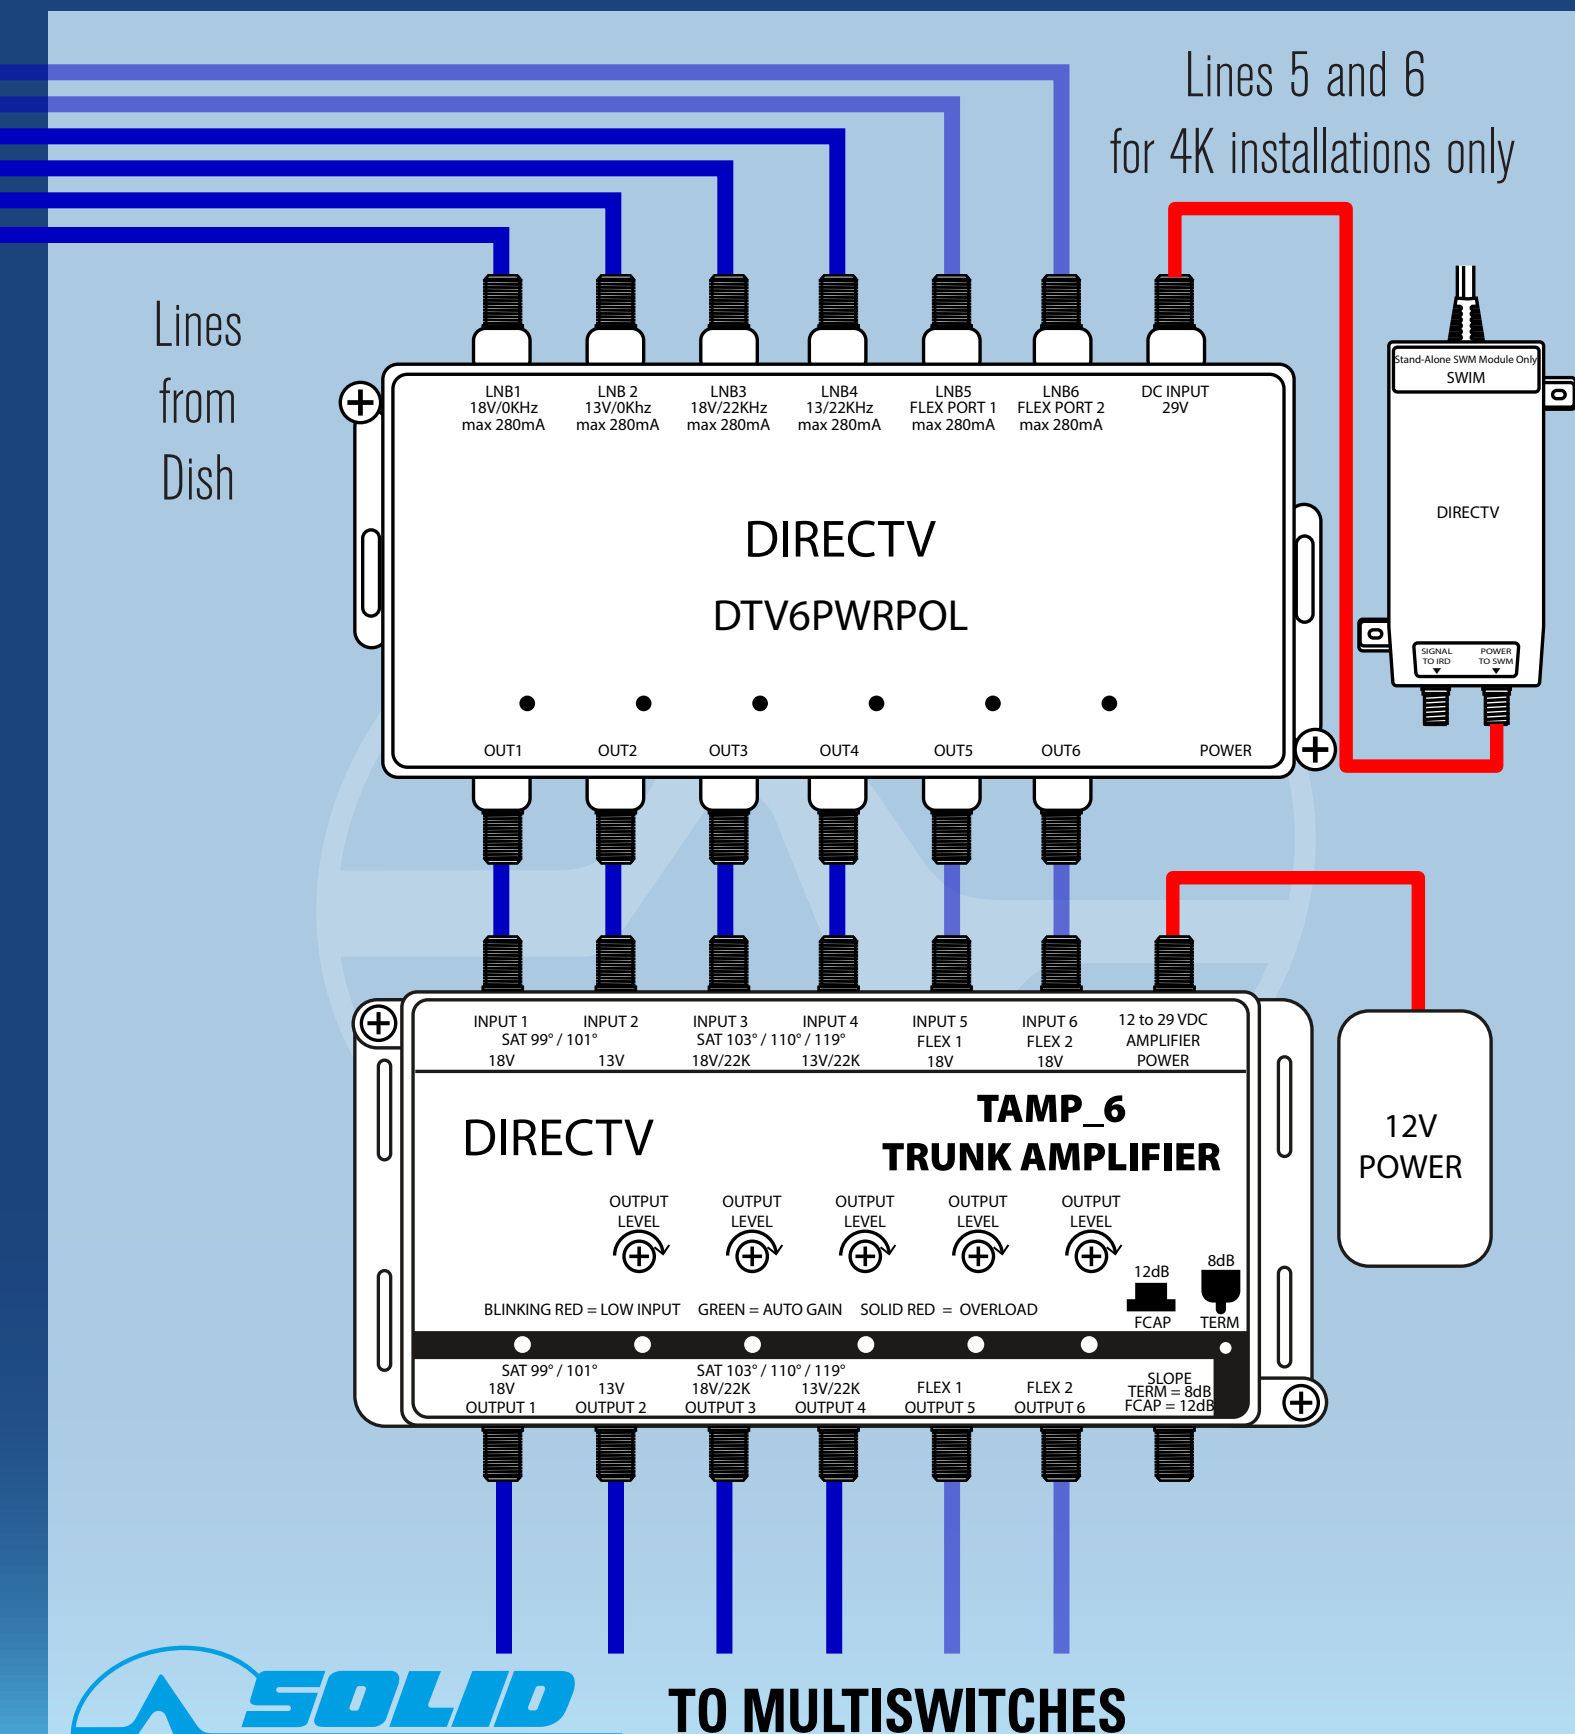 Lines 5 and 6
for 4K installations only
Lines
from
Dish
LNB1
18V/0KHz
max 280mA
LNB 2
13V/0Khz
max 280mA
LNB3
18V/22KHz
max 280mA
LNB4
13/22KHz
max 280mA
LNB5
FLEX PORT 1
max 280mA
LNB6
FLEX PORT 2
max 280mA
DC INPUT
29V
Stand-Alone SWM Module Only
SWIM
DIRECTV
SIGNAL
TO IRD
POWER
TO SWM
DIRECTV
DTV6PWRPOL
OUT1 OUT2 OUT3 OUT4 OUT5 OUT6 POWER
INPUT 1 INPUT 2 INPUT 3 INPUT 4 INPUT 5 INPUT 6 12 to 29 VDC
SAT 99° / 101° SAT 103° / 110° / 119° FLEX 1 FLEX 2 AMPLIFIER
18V 13V 18V/22K 13V/22K 18V 18V POWER
DIRECTV
TAMP_6
TRUNK AMPLIFIER
12V
POWER
OUTPUT OUTPUT OUTPUT OUTPUT OUTPUT
LEVEL LEVEL LEVEL LEVEL LEVEL
12dB
FCAP
8dB
TERM
BLINKING RED = LOW INPUT GREEN = AUTO GAIN SOLID RED = OVERLOAD
SAT 99° / 101° SAT 103° / 110° / 119°
18V 13V 18V/22K 13V/22K FLEX 1 FLEX 2
OUTPUT 1 OUTPUT 2 OUTPUT 3 OUTPUT 4 OUTPUT 5 OUTPUT 6
SLOPE
TERM = 8dB
FCAP = 12dB
SOLID
TO MULTISWITCHES